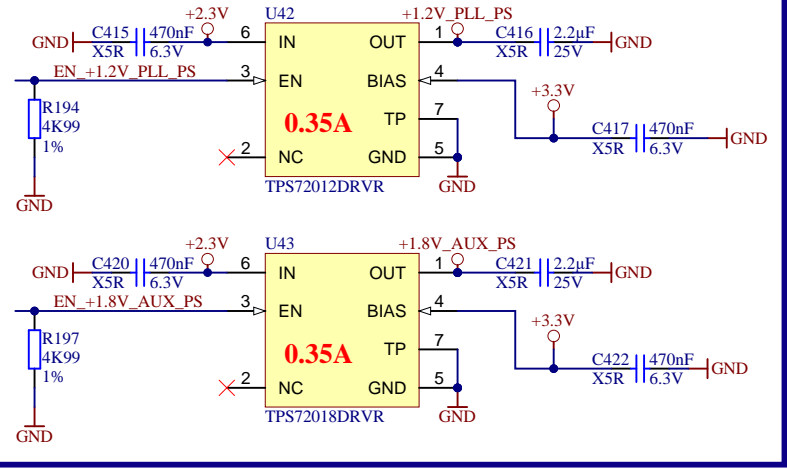 +2.3V U42 +1.2V_PLL_PS
GND C415 470nF 6 IN OUT 1 C416 2.2µF GND
X5R 6.3V X5R 25V
EN_+1.2V_PLL_PS 3 EN BIAS 4
+3.3V
R194
4K99
1%
0.35A TP 7
C417 470nF GND
X5R 6.3V
2 NC GND 5
TPS72012DRVR GND
GND
+2.3V U43 +1.8V_AUX_PS
GND C420 470nF 6 IN OUT 1 C421 2.2µF GND
X5R 6.3V X5R 25V
EN_+1.8V_AUX_PS 3 EN BIAS 4
+3.3V
R197
4K99
1%
0.35A TP 7
C422 470nF GND
X5R 6.3V
2 NC GND 5
TPS72018DRVR GND
GND